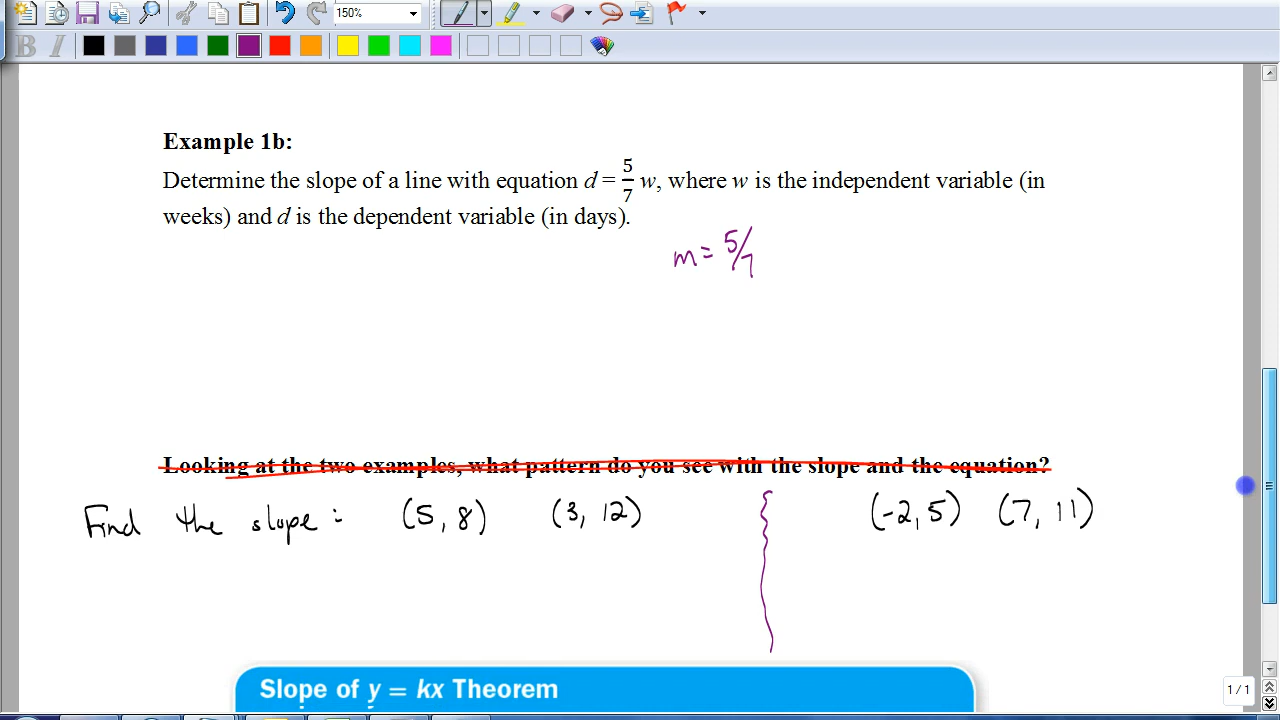 150%
B I
Example 1b:
Determine the slope of a line with equation d = 5/7 w, where w is the independent variable (in
weeks) and d is the dependent variable (in days).
m = 5/7
Looking at the two examples, what pattern do you see with the slope and the equation?
Find the slope : (5, 8) (3, 12) (-2, 5) (7, 11)
Slope of y = kx Theorem
1/1